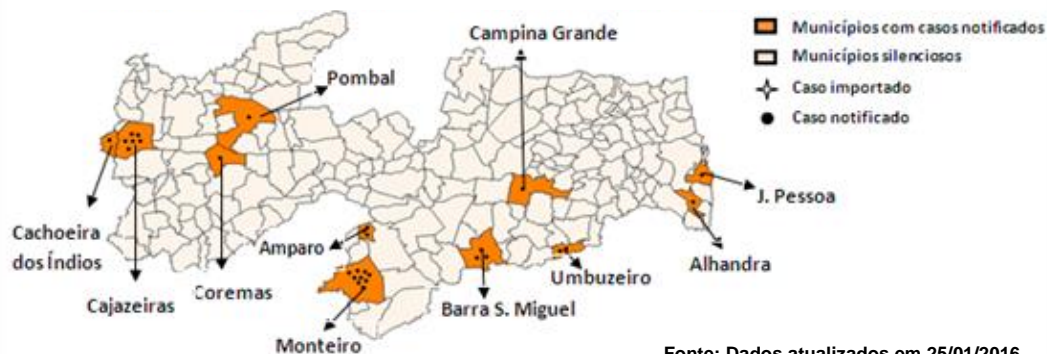 Campina Grande
Municípios com casos notificados
Municípios silenciosos
Caso importado
Caso notificado
Pombal
J. Pessoa
Cachoeira
dos Índios
Amparo
Alhandra
Umbuzeiro
Cajazeiras
Coremas
Barra S. Miguel
Monteiro
Fonte: Dados atualizados em 25/01/2016